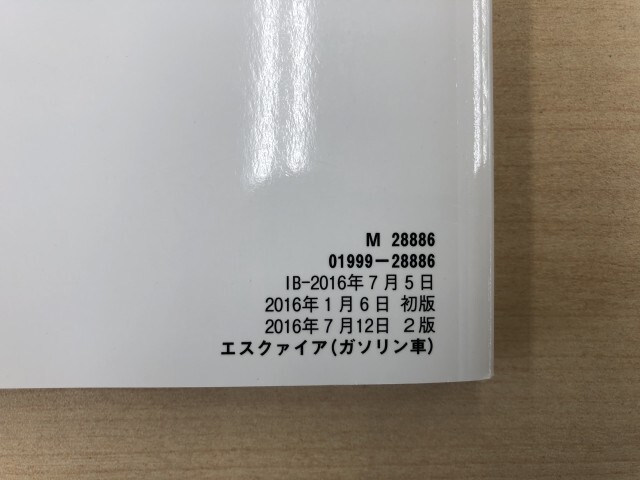 M 28886
01999-28886
IB-2016年7月5日
2016年1月6日 初版
2016年7月12日 2版
エスクァイア(ガソリン車)